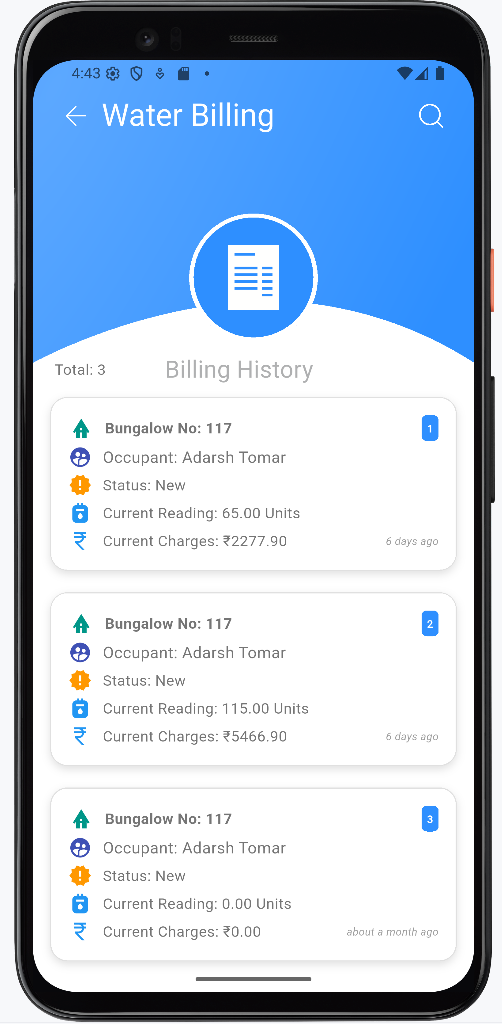 4:43
Water Billing
Total: 3 Billing History
Bungalow No: 117 1
Occupant: Adarsh Tomar
Status: New
Current Reading: 65.00 Units
Current Charges: ₹2277.90 6 days ago
Bungalow No: 117 2
Occupant: Adarsh Tomar
Status: New
Current Reading: 115.00 Units
Current Charges: ₹5466.90 6 days ago
Bungalow No: 117 3
Occupant: Adarsh Tomar
Status: New
Current Reading: 0.00 Units
Current Charges: ₹0.00 about a month ago